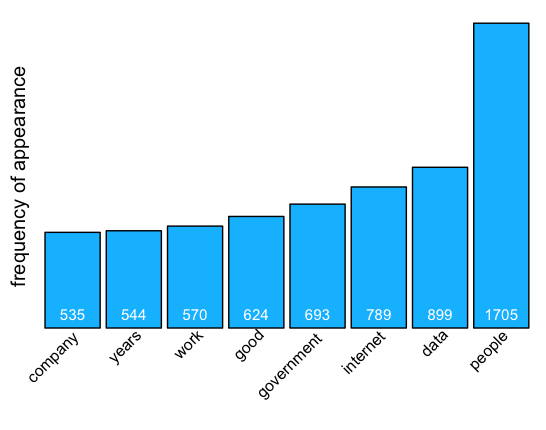 frequency of appearance
535 544 570 624 693 789 899 1705
company years work good government internet data people